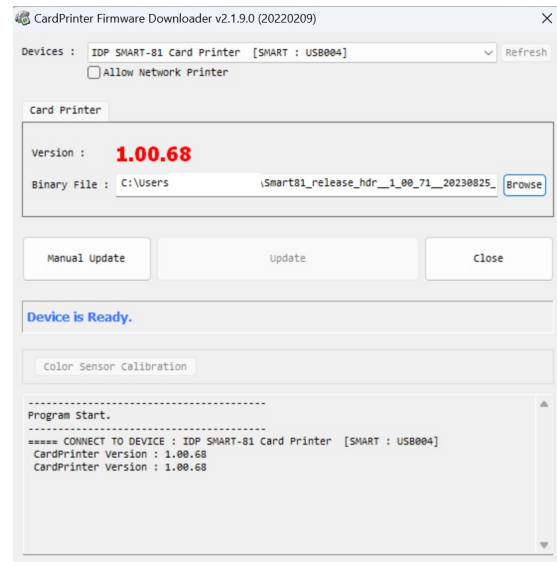 CardPrinter Firmware Downloader v2.1.9.0 (20220209)
Devices : IDP SMART-81 Card Printer [SMART : USB004] Refresh
Allow Network Printer
Card Printer
Version : 1.00.68
Binary File : C:\Users \Smart81_release_hdr__1_00_71__20230825_ Browse
Manual Update Update Close
Device is Ready.
Color Sensor Calibration
----------------------------------------
Program Start.
----------------------------------------
===== CONNECT TO DEVICE : IDP SMART-81 Card Printer [SMART : USB004]
CardPrinter Version : 1.00.68
CardPrinter Version : 1.00.68